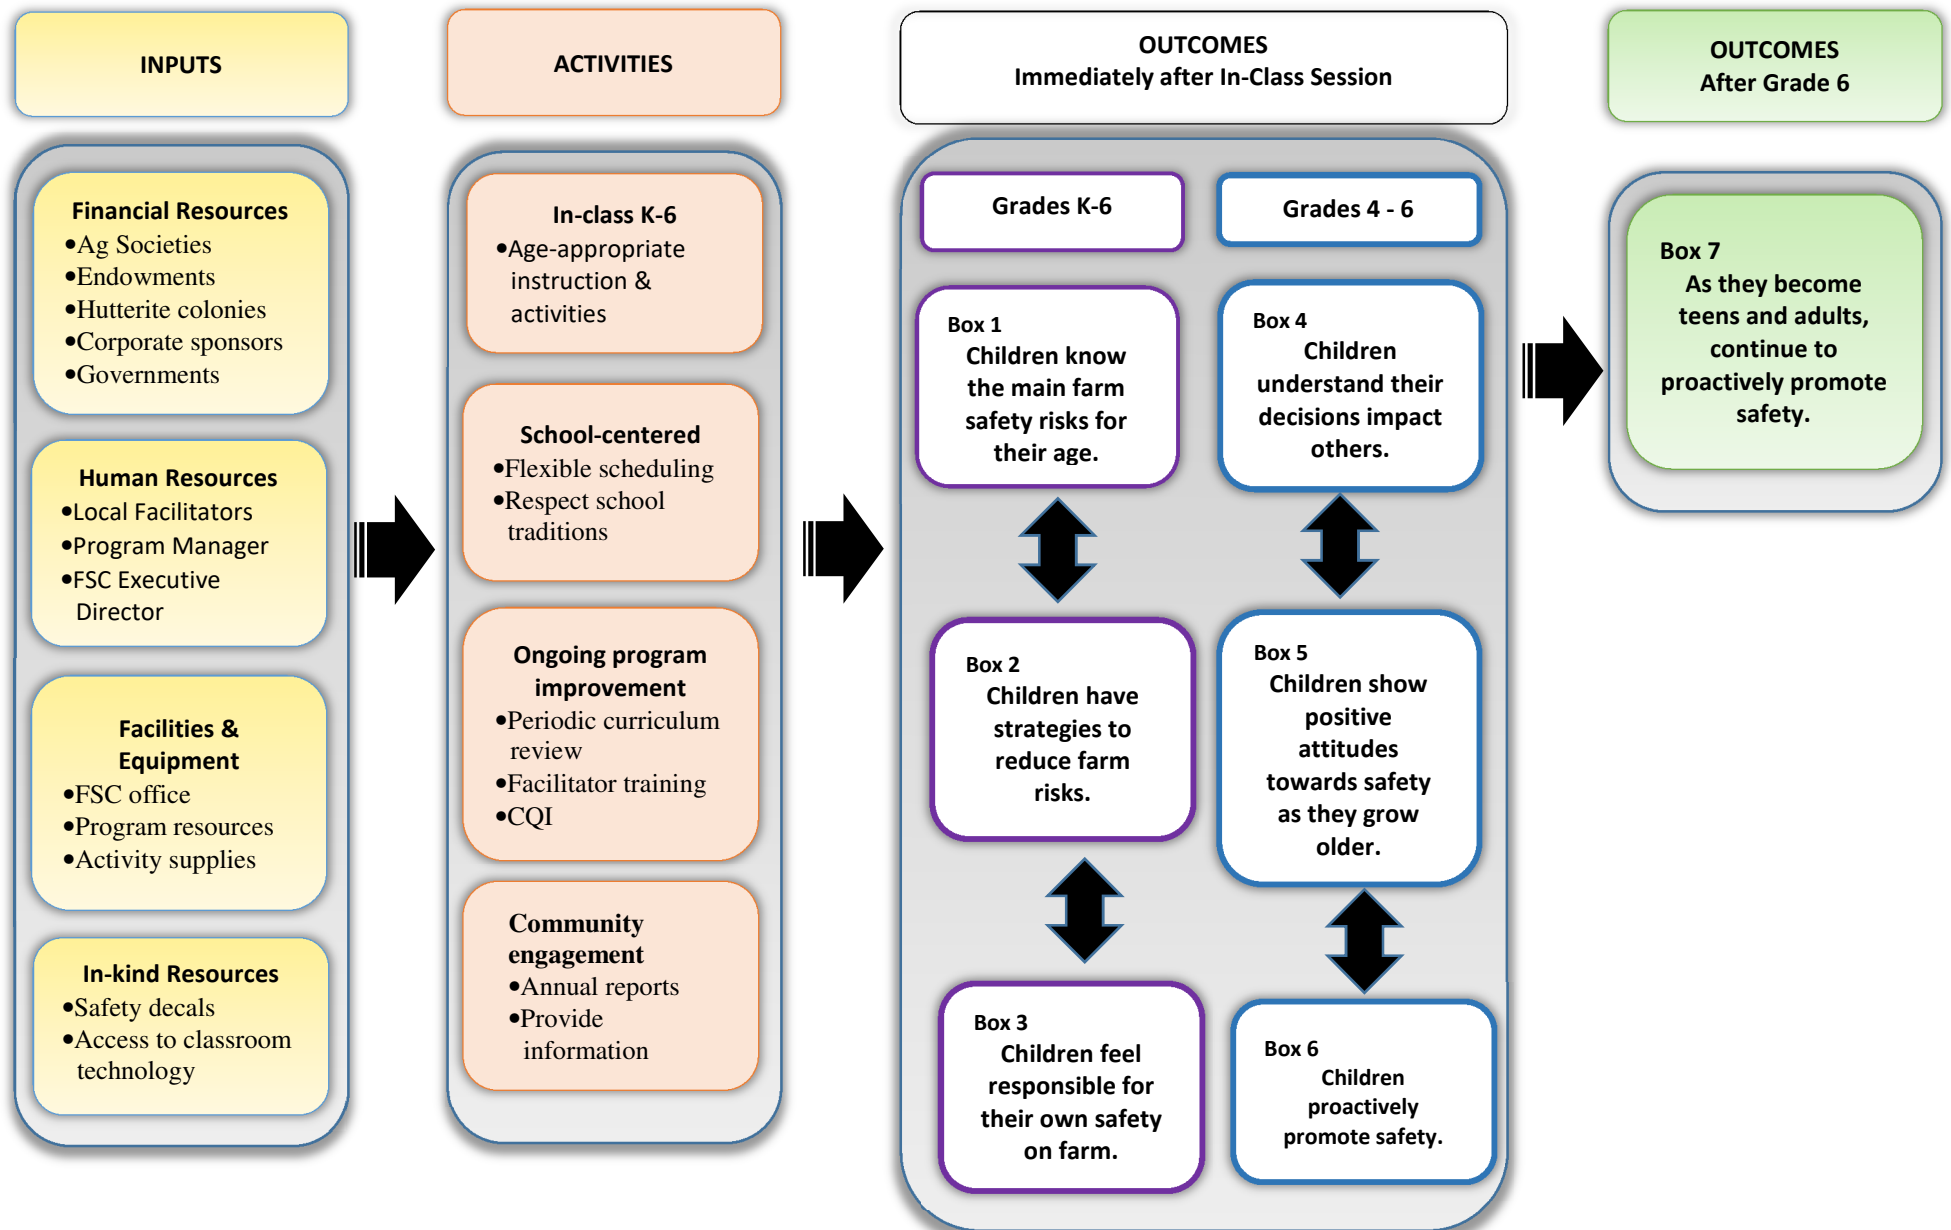 INPUTS
Financial Resources
•Ag Societies
•Endowments
•Hutterite colonies
•Corporate sponsors
•Governments
Human Resources
•Local Facilitators
•Program Manager
•FSC Executive
Director
Facilities &
Equipment
•FSC office
•Program resources
•Activity supplies
In-kind Resources
•Safety decals
•Access to classroom
technology
ACTIVITIES
In-class K-6
•Age-appropriate
instruction &
activities
School-centered
•Flexible scheduling
•Respect school
traditions
Ongoing program
improvement
•Periodic curriculum
review
•Facilitator training
•CQI
Community
engagement
•Annual reports
•Provide
information
OUTCOMES
Immediately after In-Class Session
Grades K-6
Box 1
Children know
the main farm
safety risks for
their age.
Box 2
Children have
strategies to
reduce farm
risks.
Box 3
Children feel
responsible for
their own safety
on farm.
Grades 4 - 6
Box 4
Children
understand their
decisions impact
others.
Box 5
Children show
positive
attitudes
towards safety
as they grow
older.
Box 6
Children
proactively
promote safety.
OUTCOMES
After Grade 6
Box 7
As they become
teens and adults,
continue to
proactively promote
safety.